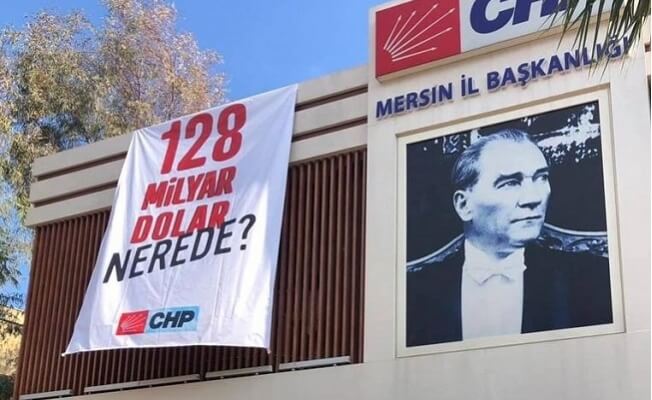 CHP
MERSİN İL BAŞKANLIĞI
128
MİLYAR
DOLAR
NEREDE?
CHP